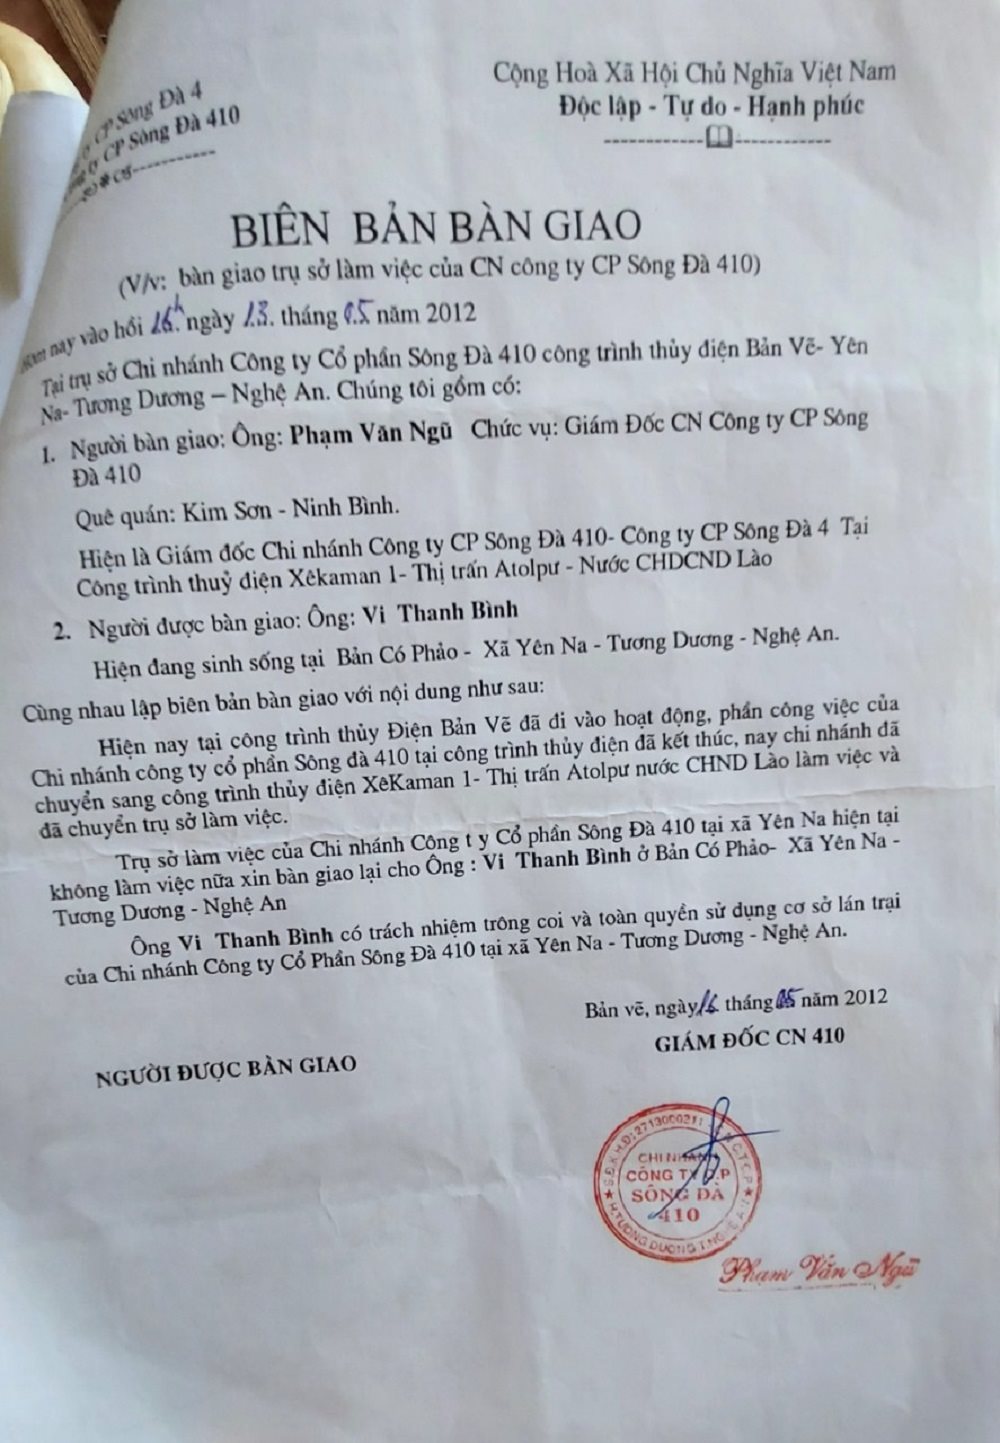 CP Sông Đà 4
ty CP Sông Đà 410
Cộng Hoà Xã Hội Chủ Nghĩa Việt Nam
Độc lập - Tự do - Hạnh phúc
BIÊN BẢN BÀN GIAO
(V/v: bàn giao trụ sở làm việc của CN công ty CP Sông Đà 410)
nay vào hồi 16h. ngày 13. tháng 05 năm 2012
Tại trụ sở Chi nhánh Công ty Cổ phần Sông Đà 410 công trình thủy điện Bản Vẽ- Yên
Na- Tương Dương – Nghệ An. Chúng tôi gồm có:
1. Người bàn giao: Ông: Phạm Văn Ngũ Chức vụ: Giám Đốc CN Công ty CP Sông
Đà 410
Quê quán: Kim Sơn - Ninh Bình.
Hiện là Giám đốc Chi nhánh Công ty CP Sông Đà 410- Công ty CP Sông Đà 4 Tại
Công trình thuỷ điện Xêkaman 1- Thị trấn Atolpư - Nước CHDCND Lào
2. Người được bàn giao: Ông: Vi Thanh Bình
Hiện đang sinh sống tại Bản Có Phảo - Xã Yên Na - Tương Dương - Nghệ An.
Cùng nhau lập biên bản bàn giao với nội dung như sau:
Hiện nay tại công trình thủy Điện Bản Vẽ đã đi vào hoạt động, phần công việc của
Chi nhánh công ty cổ phần Sông đà 410 tại công trình thủy điện đã kết thúc, nay chi nhánh đã
chuyển sang công trình thủy điện XêKaman 1- Thị trấn Atolpư nước CHND Lào làm việc và
đã chuyển trụ sở làm việc.
Trụ sở làm việc của Chi nhánh Công t y Cổ phần Sông Đà 410 tại xã Yên Na hiện tại
không làm việc nữa xin bàn giao lại cho Ông : Vi Thanh Bình ở Bản Có Phảo- Xã Yên Na -
Tương Dương - Nghệ An
Ông Vi Thanh Bình có trách nhiệm trông coi và toàn quyền sử dụng cơ sở lán trại
của Chi nhánh Công ty Cổ Phần Sông Đà 410 tại xã Yên Na - Tương Dương - Nghệ An.
Bản vẽ, ngày 16 tháng 05 năm 2012
GIÁM ĐỐC CN 410
NGƯỜI ĐƯỢC BÀN GIAO
S.Đ.K.H.Đ: 2713000211
CHI NHÁNH
CÔNG TY C.P
SÔNG ĐÀ
410
H.TƯƠNG DƯƠNG T.NGHỆ AN
Phạm Văn Ngũ